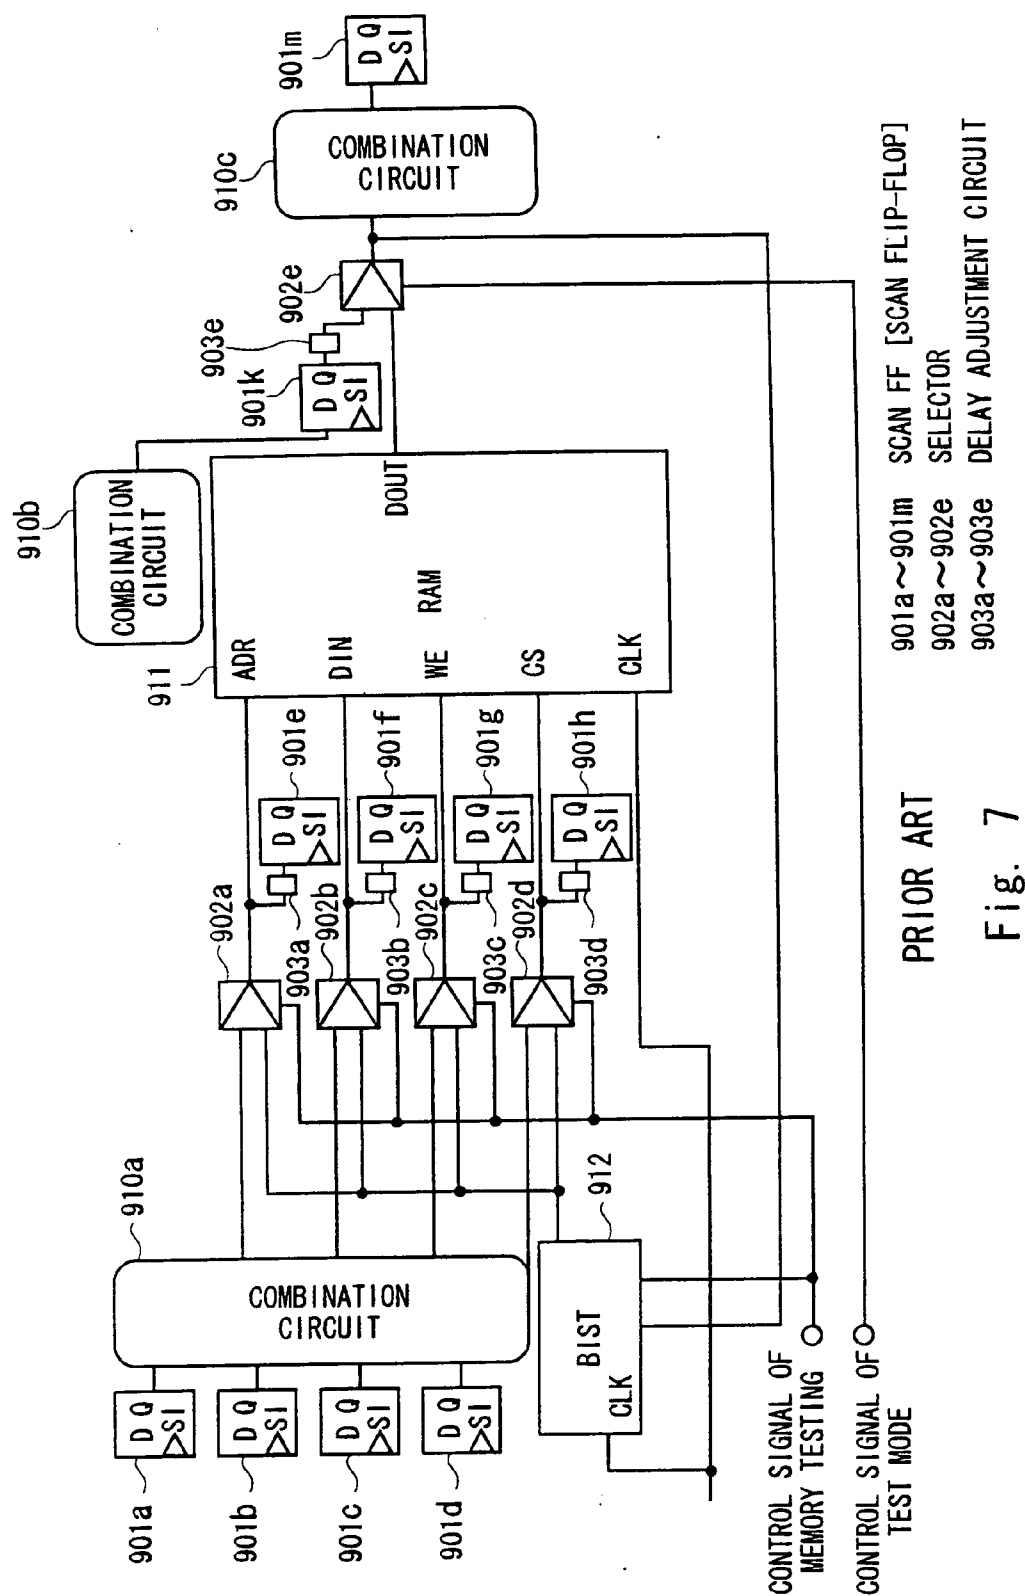 901a
D Q
SI
901b
D Q
SI
901c
D Q
SI
901d
D Q
SI
910a
COMBINATION
CIRCUIT
BIST
CLK
912
902a
903a
902b
903b
902c
903c
902d
903d
D Q
SI
901e
D Q
SI
901f
D Q
SI
901g
D Q
SI
901h
911
ADR
DIN
WE
CS
CLK
RAM
DOUT
910b
COMBINATION
CIRCUIT
901k
D Q
SI
903e
902e
910c
COMBINATION
CIRCUIT
901m
D Q
SI
CONTROL SIGNAL OF
MEMORY TESTING
CONTROL SIGNAL OF
TEST MODE
901a~901m SCAN FF [SCAN FLIP-FLOP]
902a~902e SELECTOR
903a~903e DELAY ADJUSTMENT CIRCUIT
PRIOR ART
Fig. 7